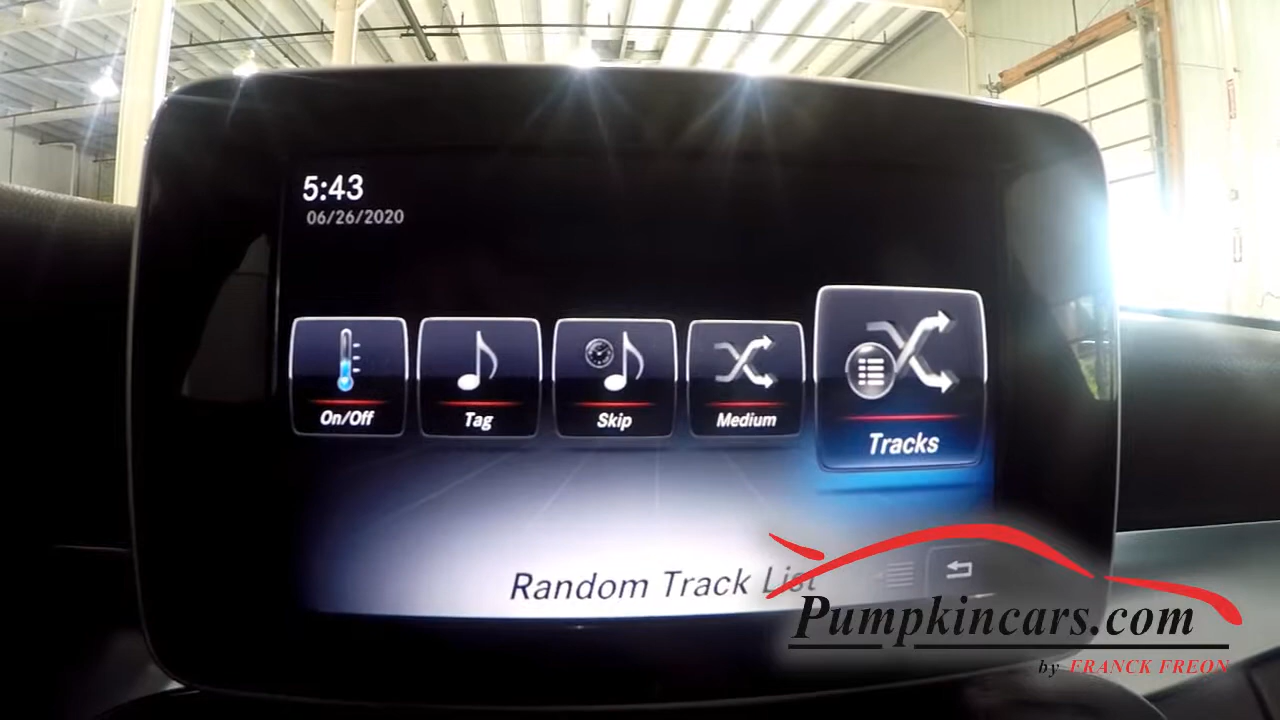 5:43
06/26/2020
On/Off
Tag
Skip
Medium
Tracks
Random Track List
Pumpkincars.com
by FRANCK FREON